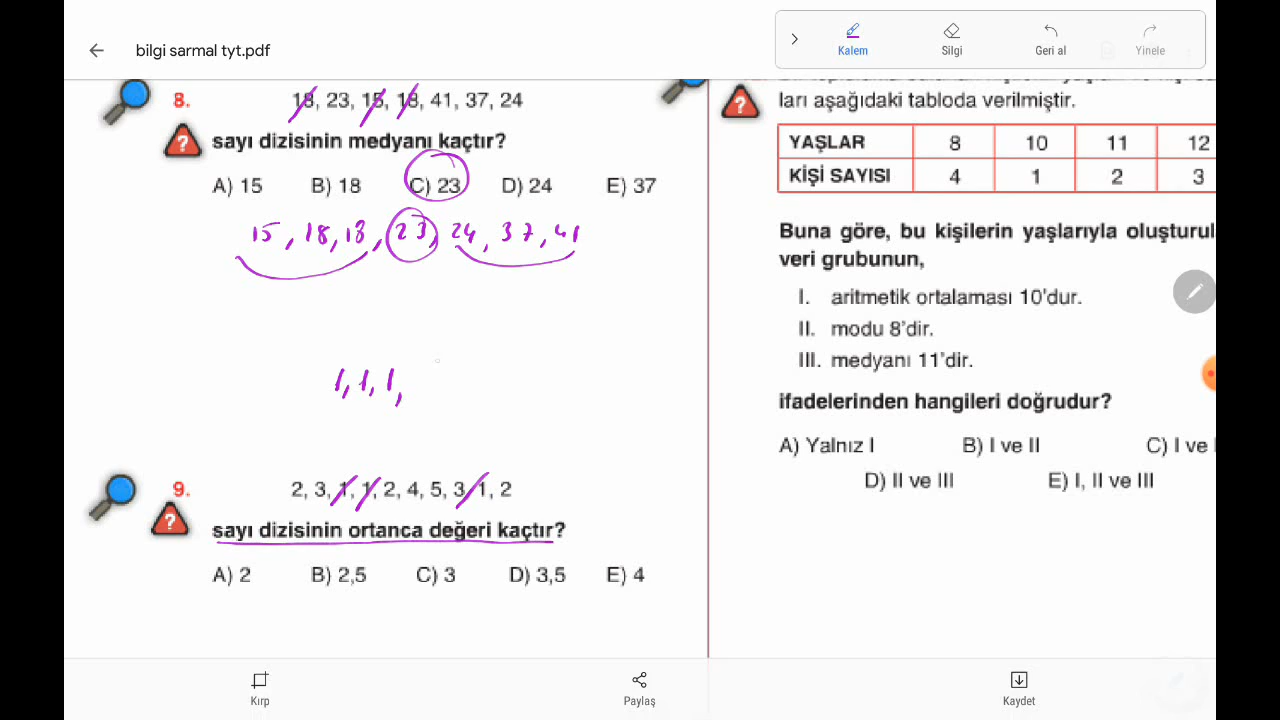 bilgi sarmal tyt.pdf
Kalem
Silgi
Geri al
Yinele
8.
18, 23, 15, 18, 41, 37, 24
sayı dizisinin medyanı kaçtır?
A) 15 B) 18 C) 23 D) 24 E) 37
15, 18, 18, 23, 24, 37, 41
1, 1, 1,
9.
2, 3, 1, 1, 2, 4, 5, 3, 1, 2
sayı dizisinin ortanca değeri kaçtır?
A) 2 B) 2,5 C) 3 D) 3,5 E) 4
ları aşağıdaki tabloda verilmiştir.
YAŞLAR 8 10 11 12
KİŞİ SAYISI 4 1 2 3
Buna göre, bu kişilerin yaşlarıyla oluşturul
veri grubunun,
I. aritmetik ortalaması 10'dur.
II. modu 8'dir.
III. medyanı 11'dir.
ifadelerinden hangileri doğrudur?
A) Yalnız I B) I ve II C) I ve I
D) II ve III E) I, II ve III
Kırp
Paylaş
Kaydet